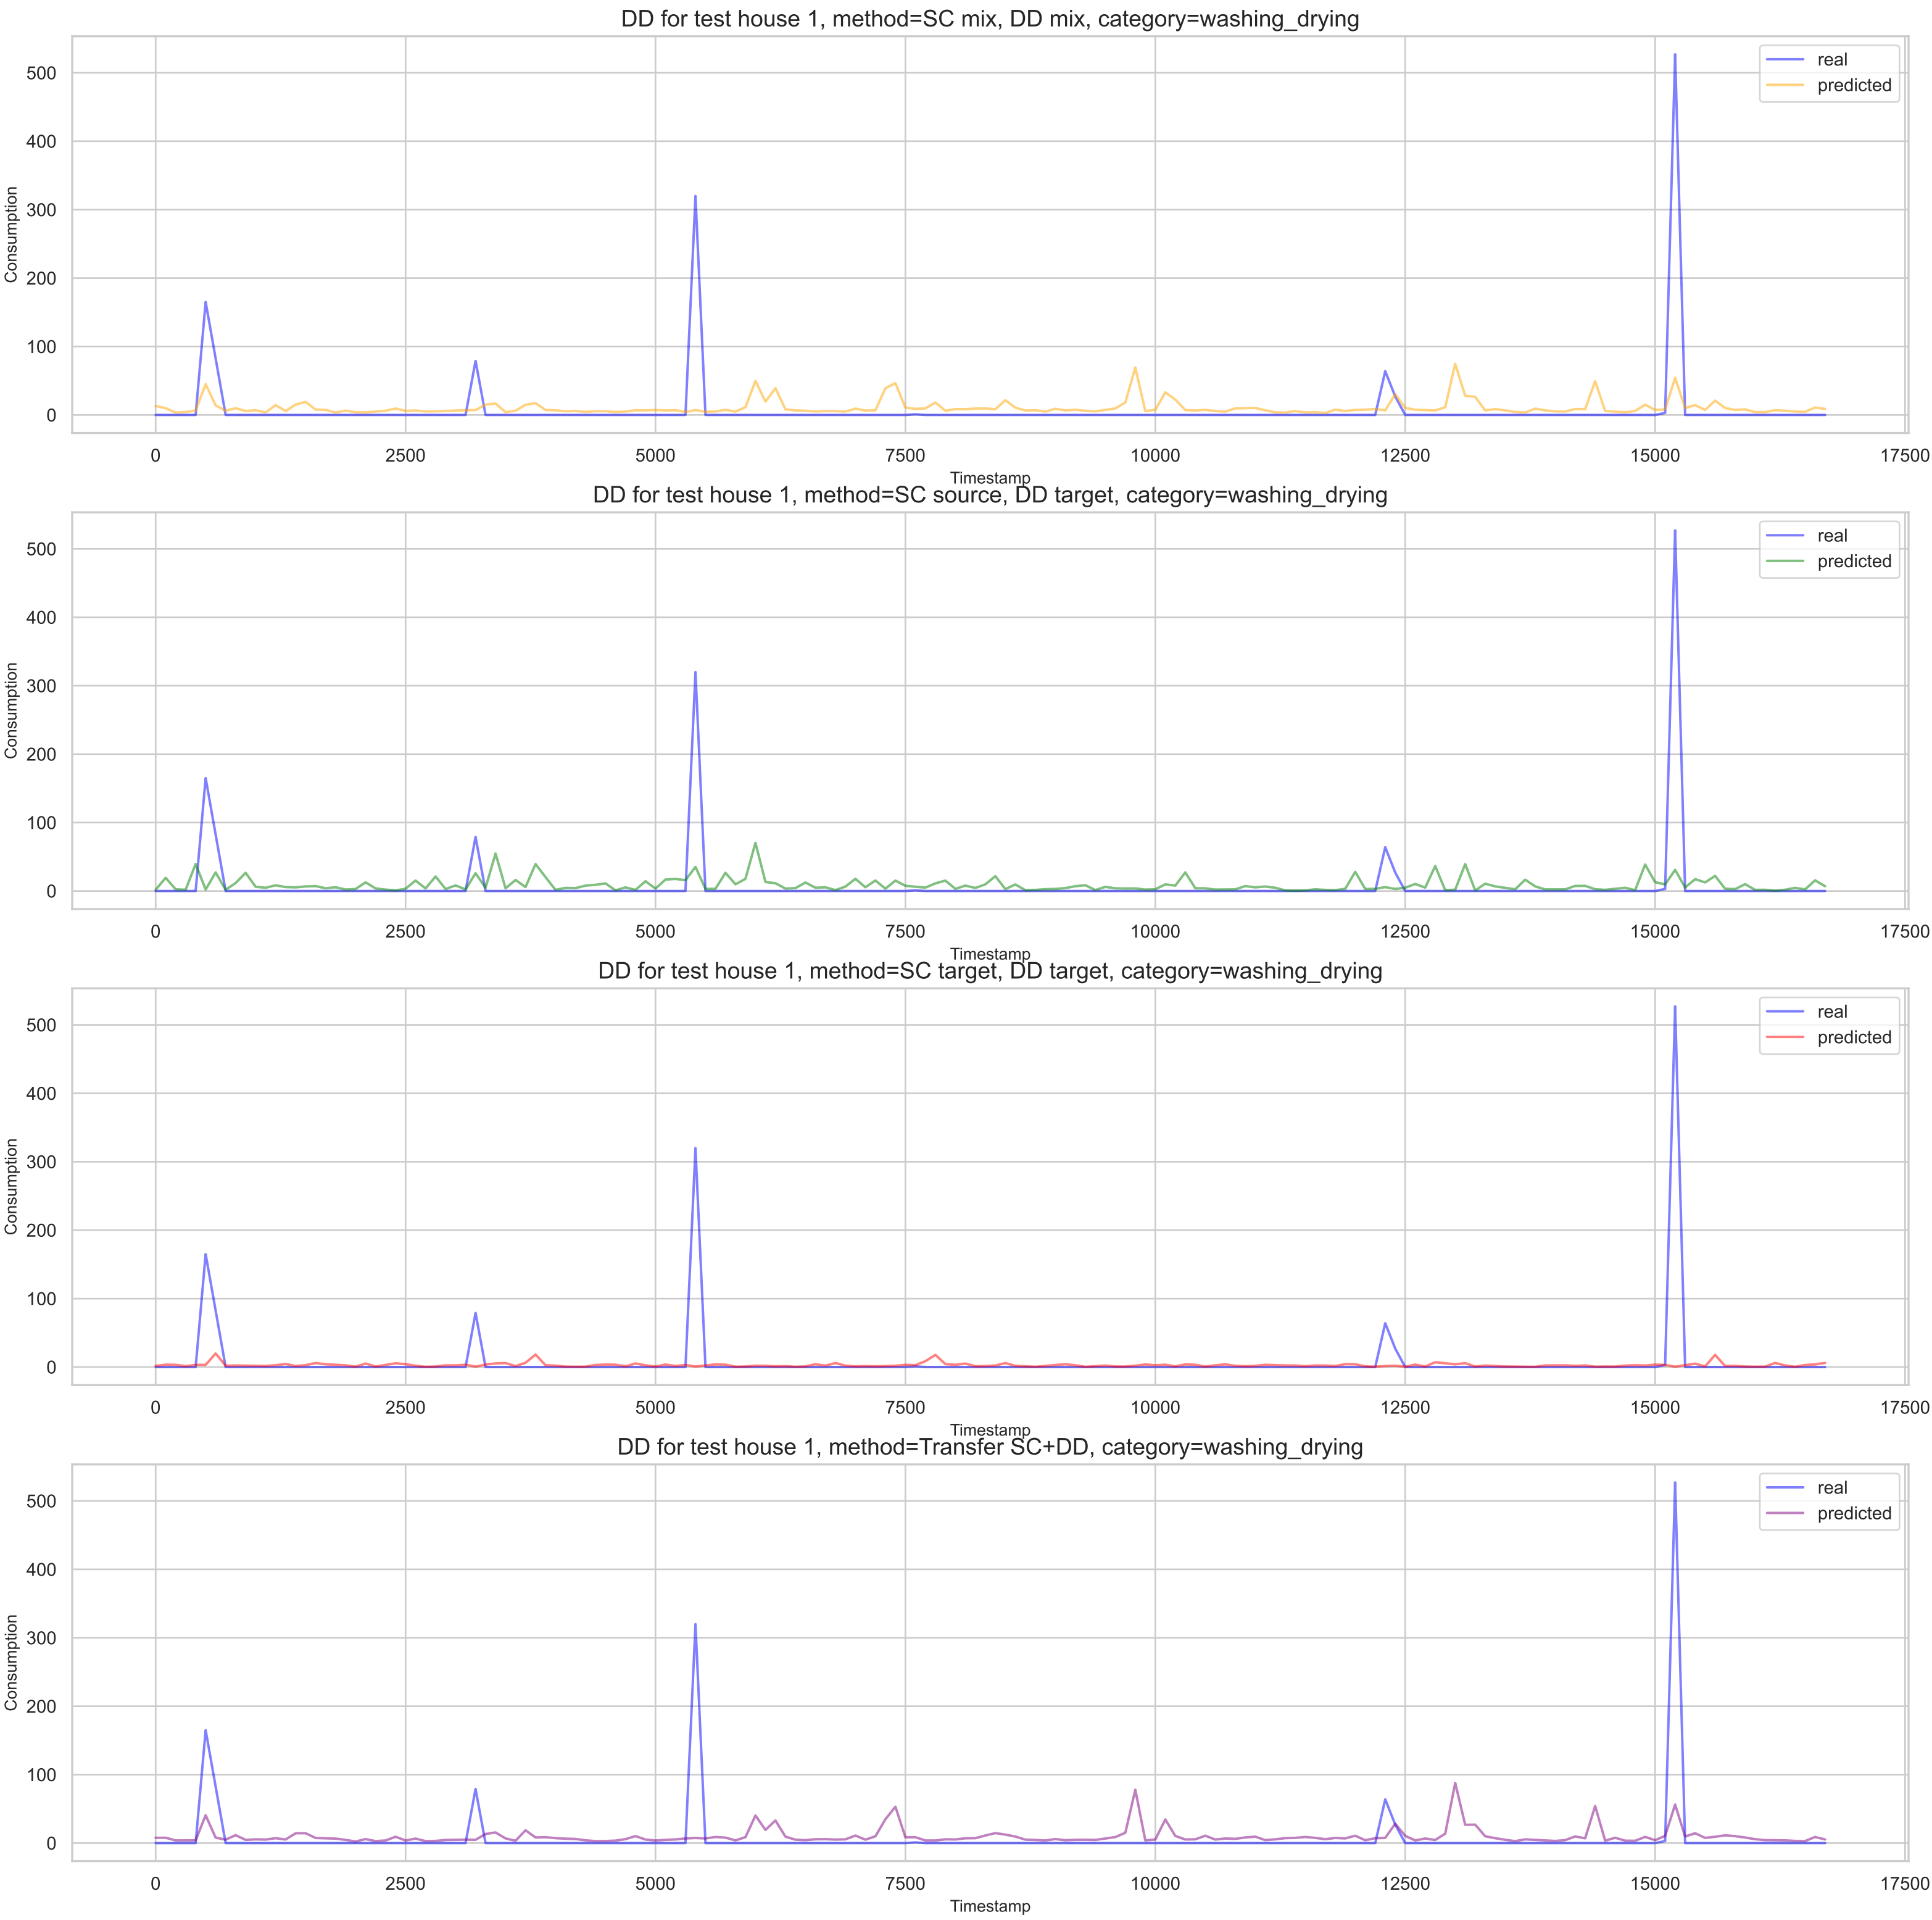 DD for test house 1, method=SC mix, DD mix, category=washing_drying
500
400
300
200
100
0
Consumption
real
predicted
0 2500 5000 7500 10000 12500 15000 17500
Timestamp
DD for test house 1, method=SC source, DD target, category=washing_drying
500
400
300
200
100
0
Consumption
real
predicted
0 2500 5000 7500 10000 12500 15000 17500
Timestamp
DD for test house 1, method=SC target, DD target, category=washing_drying
500
400
300
200
100
0
Consumption
real
predicted
0 2500 5000 7500 10000 12500 15000 17500
Timestamp
DD for test house 1, method=Transfer SC+DD, category=washing_drying
500
400
300
200
100
0
Consumption
real
predicted
0 2500 5000 7500 10000 12500 15000 17500
Timestamp